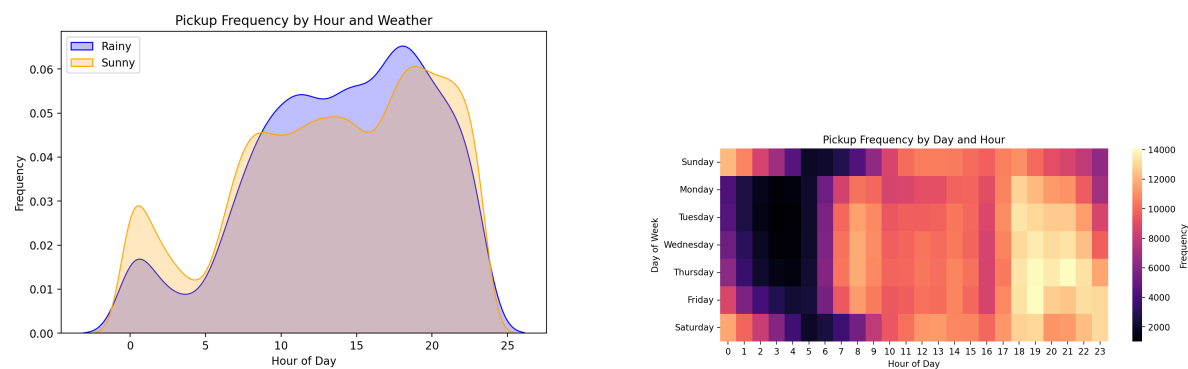 Pickup Frequency by Hour and Weather
Rainy
Sunny
0.06
0.05
0.04
0.03
0.02
0.01
0.00
Frequency
0 5 10 15 20 25
Hour of Day
Pickup Frequency by Day and Hour
Day of Week
Sunday
Monday
Tuesday
Wednesday
Thursday
Friday
Saturday
0 1 2 3 4 5 6 7 8 9 10 11 12 13 14 15 16 17 18 19 20 21 22 23
Hour of Day
14000
12000
10000
8000
6000
4000
2000
Frequency